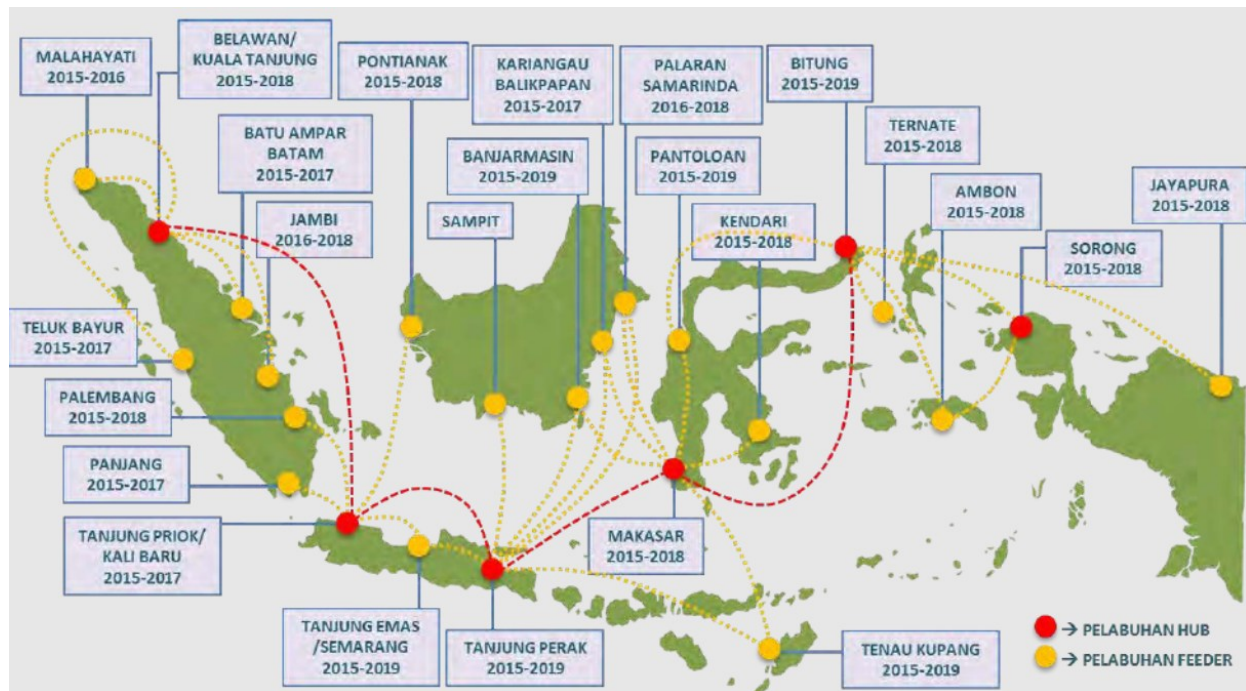 MALAHAYATI
2015-2016
BELAWAN/
KUALA TANJUNG
2015-2018
PONTIANAK
2015-2018
KARIANGAU
BALIKPAPAN
2015-2017
PALARAN
SAMARINDA
2016-2018
BITUNG
2015-2019
TERNATE
2015-2018
BATU AMPAR
BATAM
2015-2017
BANJARMASIN
2015-2019
PANTOLOAN
2015-2019
AMBON
2015-2018
JAYAPURA
2015-2018
JAMBI
2016-2018
SAMPIT
KENDARI
2015-2018
SORONG
2015-2018
TELUK BAYUR
2015-2017
PALEMBANG
2015-2018
PANJANG
2015-2017
TANJUNG PRIOK/
KALI BARU
2015-2017
MAKASAR
2015-2018
TANJUNG EMAS
/SEMARANG
2015-2019
TANJUNG PERAK
2015-2019
TENAU KUPANG
2015-2019
→ PELABUHAN HUB
→ PELABUHAN FEEDER